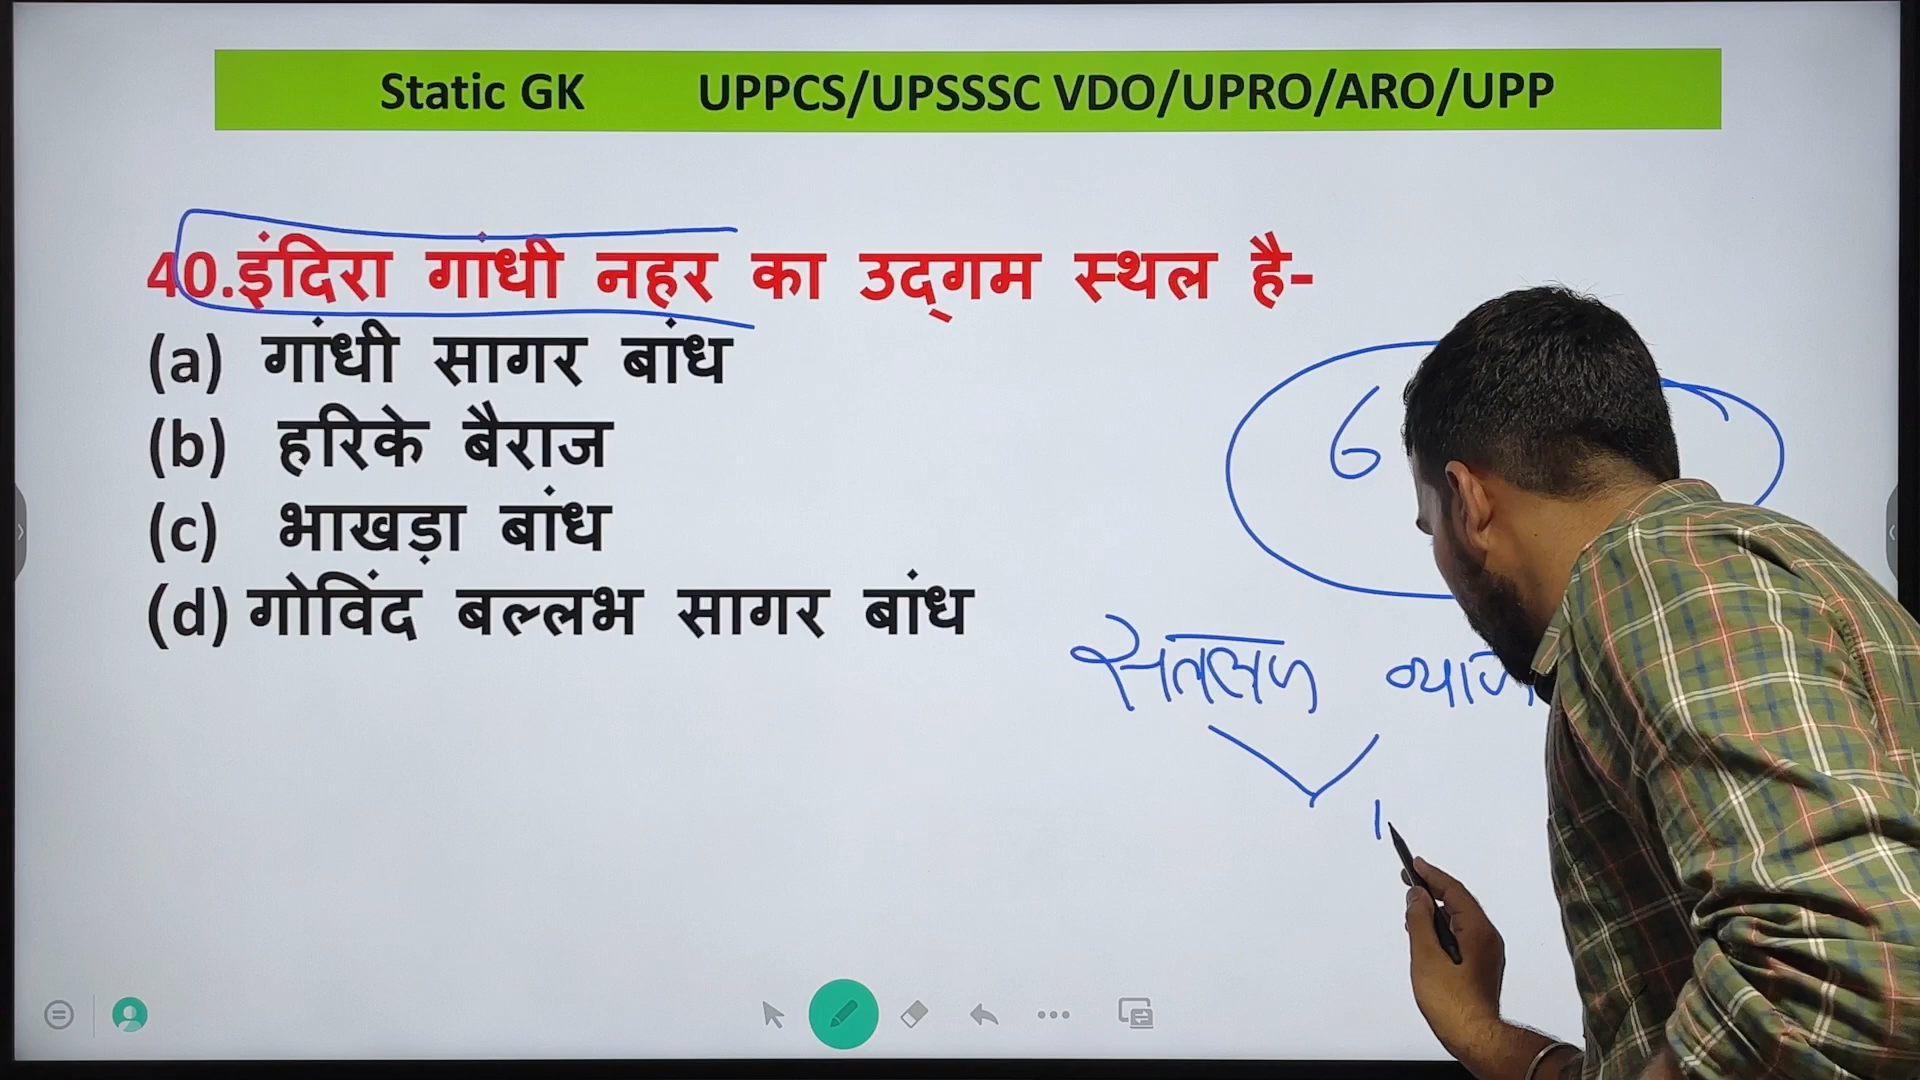 Static GK UPPCS/UPSSSC VDO/UPRO/ARO/UPP
40.इंदिरा गांधी नहर का उद्‌गम स्थल है-
(a) गांधी सागर बांध
(b) हरिके बैराज
(c) भाखड़ा बांध
(d) गोविंद बल्लभ सागर बांध
6
सतलज